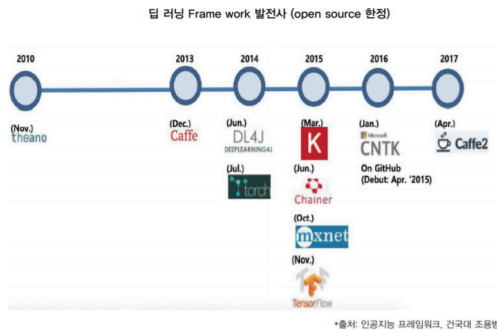 딥 러닝 Frame work 발전사 (open source 한정)
2010
2013
2014
2015
2016
2017
(Nov.)
theano
(Dec.)
Caffe
(Jun.)
DL4J
DEEPLEARNING4J
(Jul.)
torch
(Mar.)
K
(Jun.)
Chainer
(Oct.)
mxnet
(Nov.)
TensorFlow
(Jan.)
Microsoft
CNTK
On GitHub
(Debut: Apr. '2015)
(Apr.)
Caffe2
*출처: 인공지능 프레임워크, 건국대 조용범